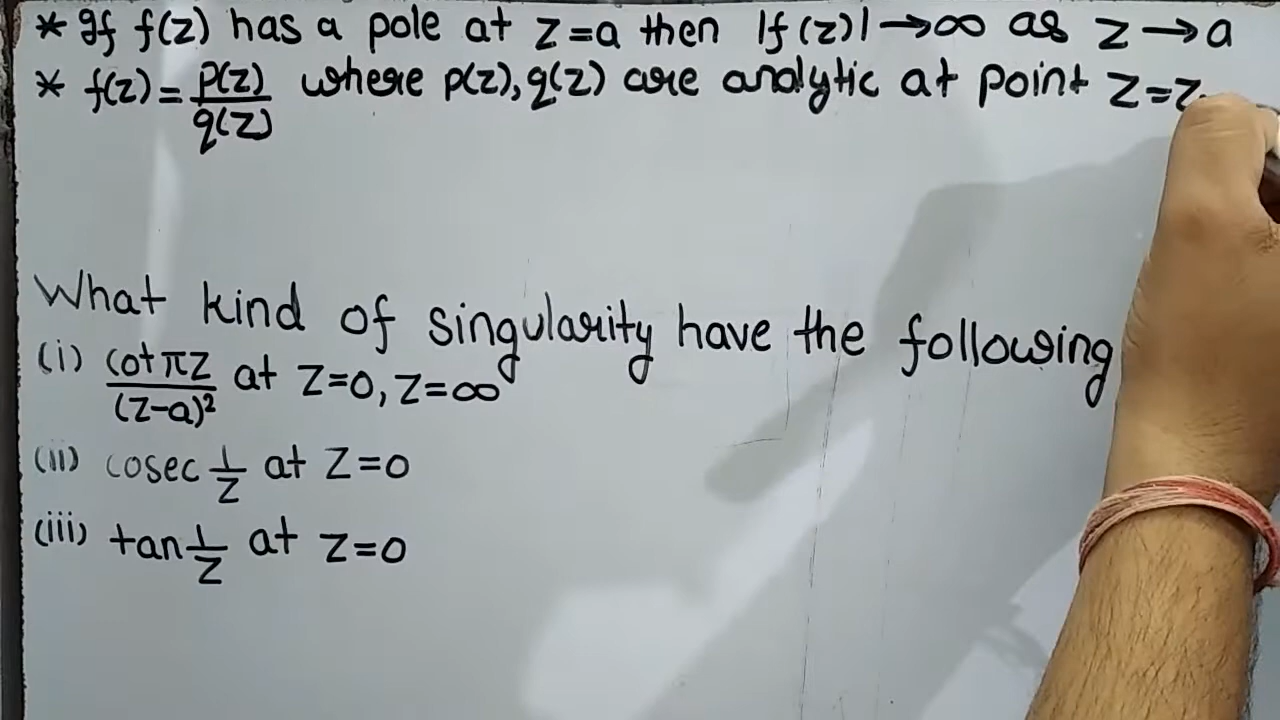 * If f(z) has a pole at z=a then |f(z)|→∞ as z→a
* f(z) = p(z)/q(z) where p(z), q(z) are analytic at point z=z
What kind of singularity have the following
(i) cot πz/(z-a)² at z=0, z=∞
(ii) cosec 1/z at z=0
(iii) tan 1/z at z=0